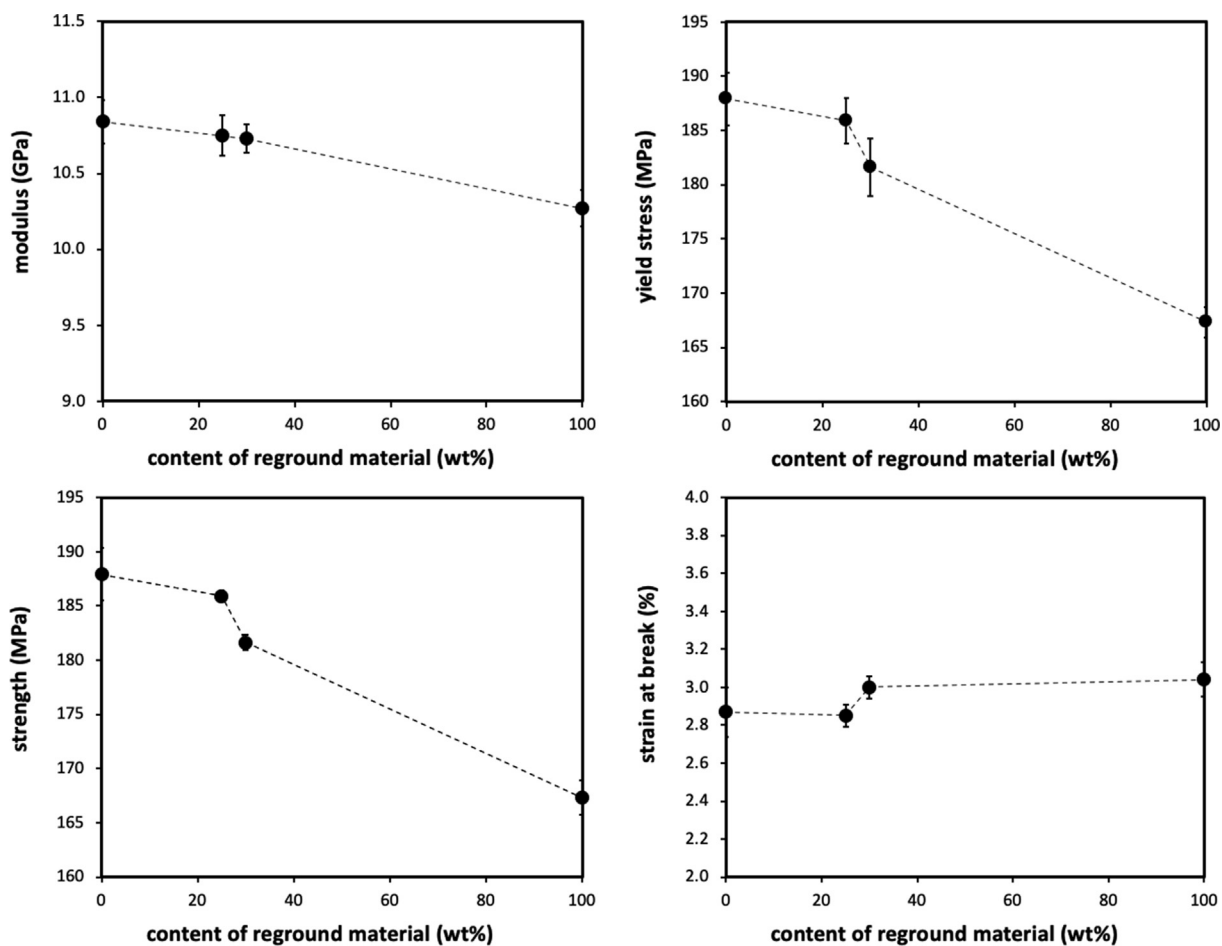 modulus (GPa)
11.5
11.0
10.5
10.0
9.5
9.0
0 20 40 60 80 100
content of reground material (wt%)
yield stress (MPa)
195
190
185
180
175
170
165
160
0 20 40 60 80 100
content of reground material (wt%)
strength (MPa)
195
190
185
180
175
170
165
160
0 20 40 60 80 100
content of reground material (wt%)
strain at break (%)
4.0
3.8
3.6
3.4
3.2
3.0
2.8
2.6
2.4
2.2
2.0
0 20 40 60 80 100
content of reground material (wt%)